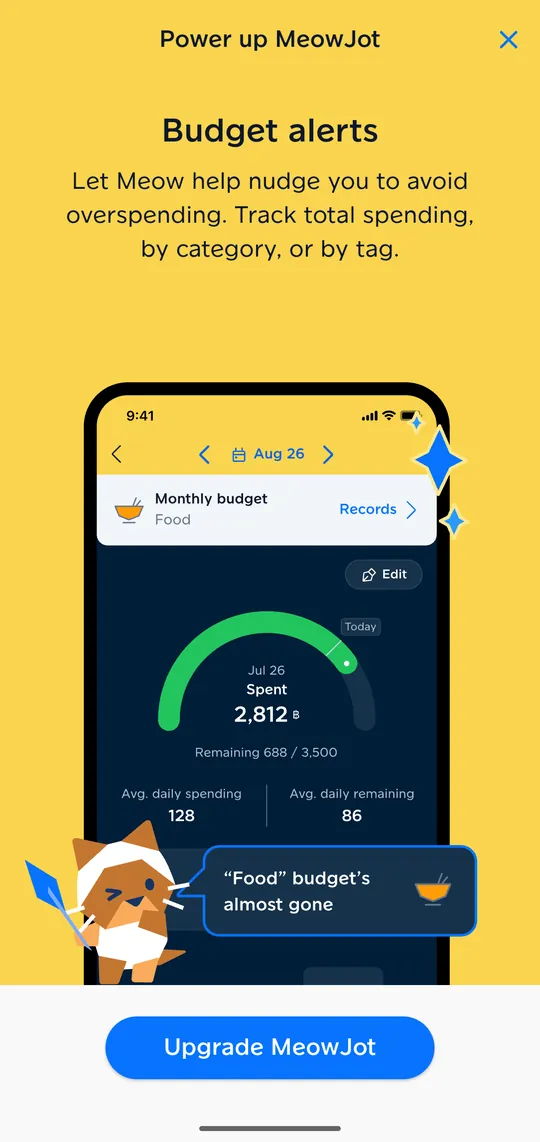 Power up MeowJot
Budget alerts
Let Meow help nudge you to avoid
overspending. Track total spending,
by category, or by tag.
9:41
Aug 26
Monthly budget
Food
Records
Edit
Today
Jul 26
Spent
2,812 ฿
Remaining 688 / 3,500
Avg. daily spending
128
Avg. daily remaining
86
“Food” budget’s
almost gone
Upgrade MeowJot